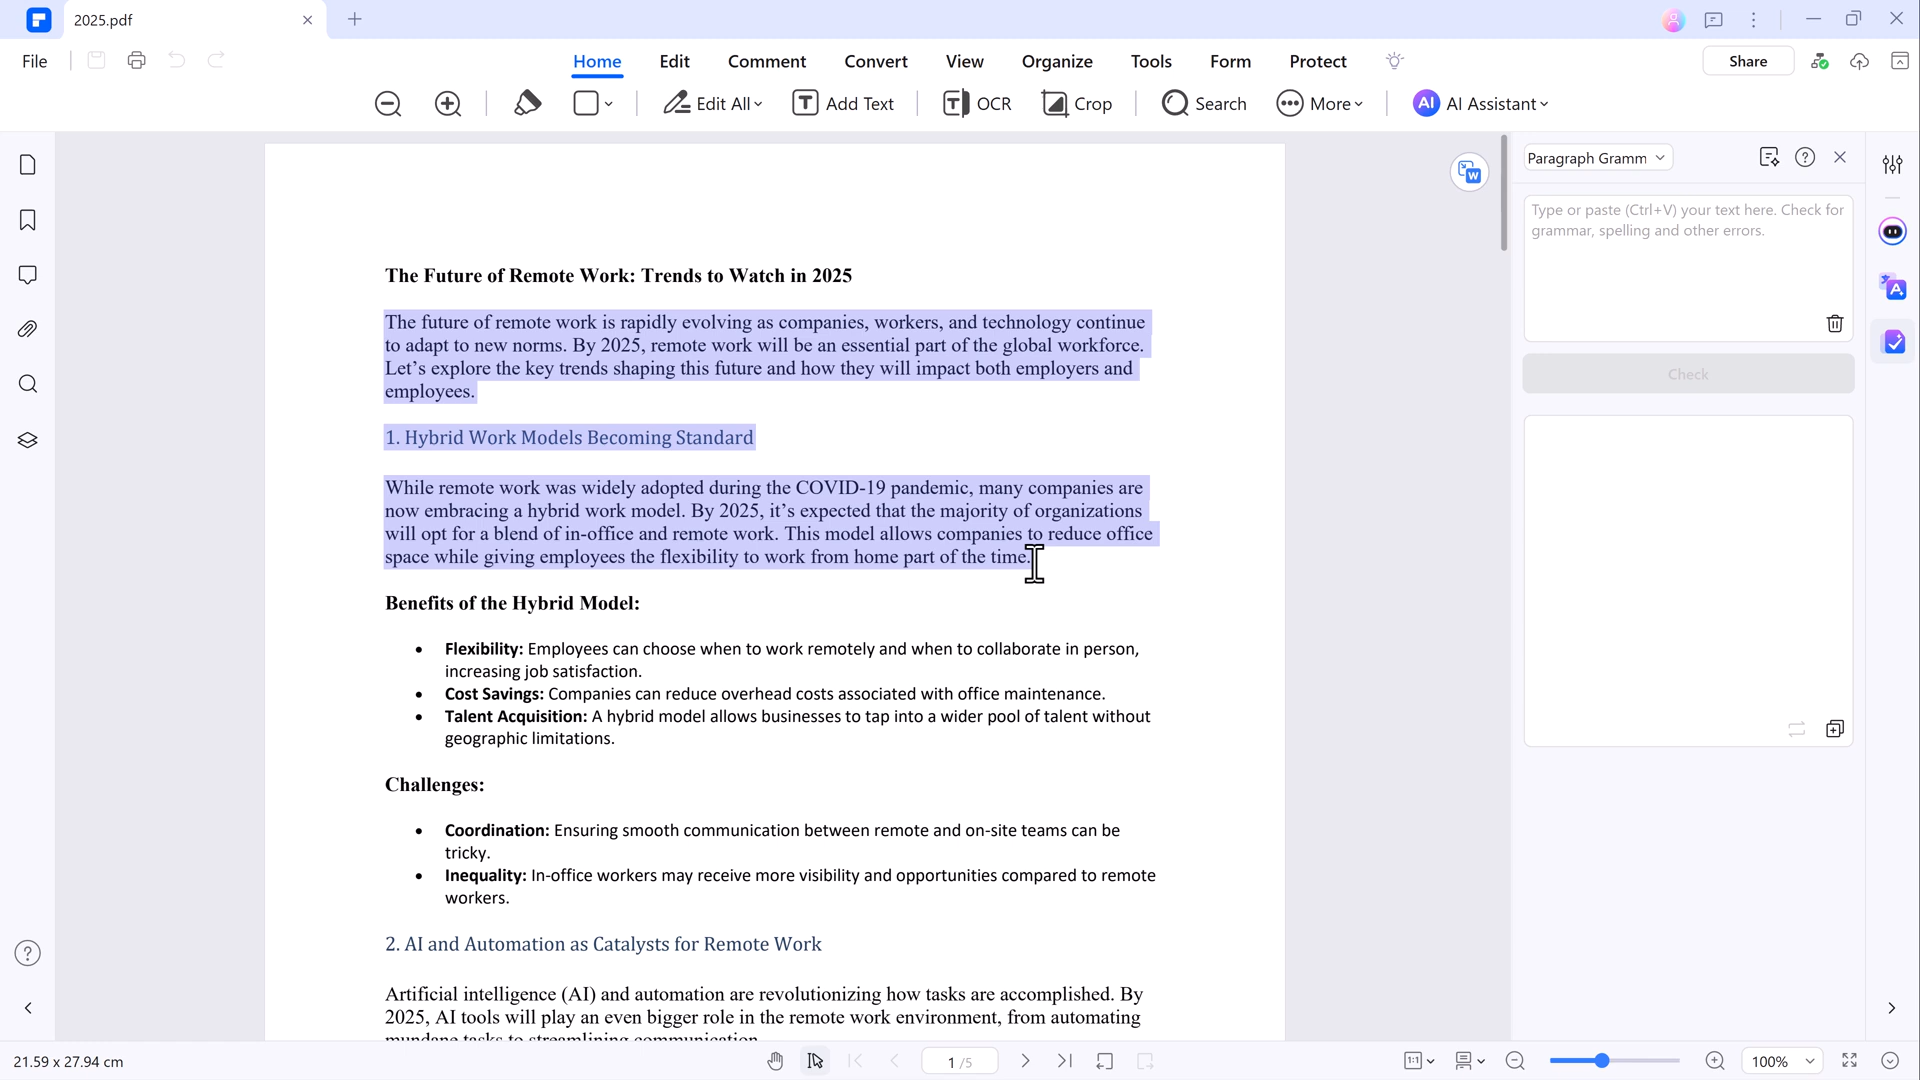 2025.pdf
File
Home
Edit
Comment
Convert
View
Organize
Tools
Form
Protect
Share
Edit All
T Add Text
T OCR
Crop
Search
More
AI AI Assistant
W
Paragraph Gramm
Type or paste (Ctrl+V) your text here. Check for
grammar, spelling and other errors.
Check
The Future of Remote Work: Trends to Watch in 2025
The future of remote work is rapidly evolving as companies, workers, and technology continue
to adapt to new norms. By 2025, remote work will be an essential part of the global workforce.
Let’s explore the key trends shaping this future and how they will impact both employers and
employees.
1. Hybrid Work Models Becoming Standard
While remote work was widely adopted during the COVID-19 pandemic, many companies are
now embracing a hybrid work model. By 2025, it’s expected that the majority of organizations
will opt for a blend of in-office and remote work. This model allows companies to reduce office
space while giving employees the flexibility to work from home part of the time.
Benefits of the Hybrid Model:
• Flexibility: Employees can choose when to work remotely and when to collaborate in person,
increasing job satisfaction.
• Cost Savings: Companies can reduce overhead costs associated with office maintenance.
• Talent Acquisition: A hybrid model allows businesses to tap into a wider pool of talent without
geographic limitations.
Challenges:
• Coordination: Ensuring smooth communication between remote and on-site teams can be
tricky.
• Inequality: In-office workers may receive more visibility and opportunities compared to remote
workers.
2. AI and Automation as Catalysts for Remote Work
Artificial intelligence (AI) and automation are revolutionizing how tasks are accomplished. By
2025, AI tools will play an even bigger role in the remote work environment, from automating
mundane tasks to streamlining communication.
21.59 x 27.94 cm
1 /5
1:1
100%